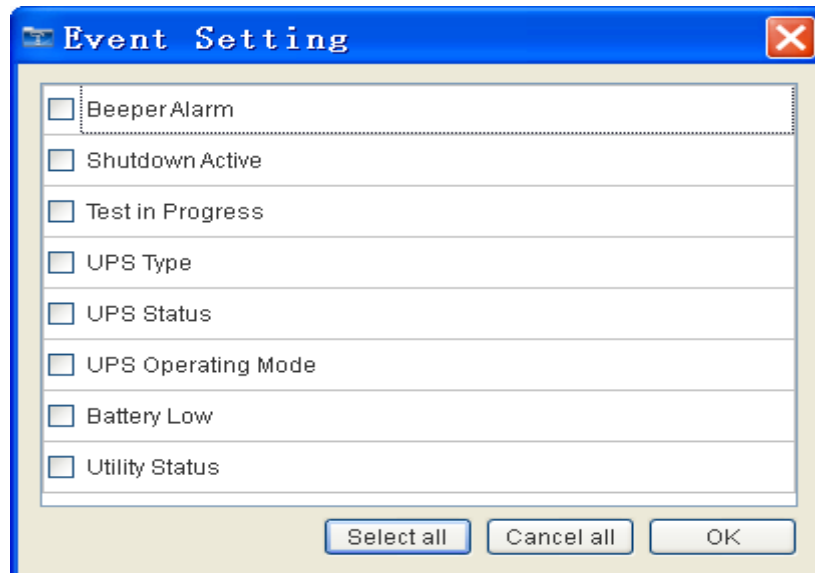 Event Setting
Beeper Alarm
Shutdown Active
Test in Progress
UPS Type
UPS Status
UPS Operating Mode
Battery Low
Utility Status
Select all Cancel all OK